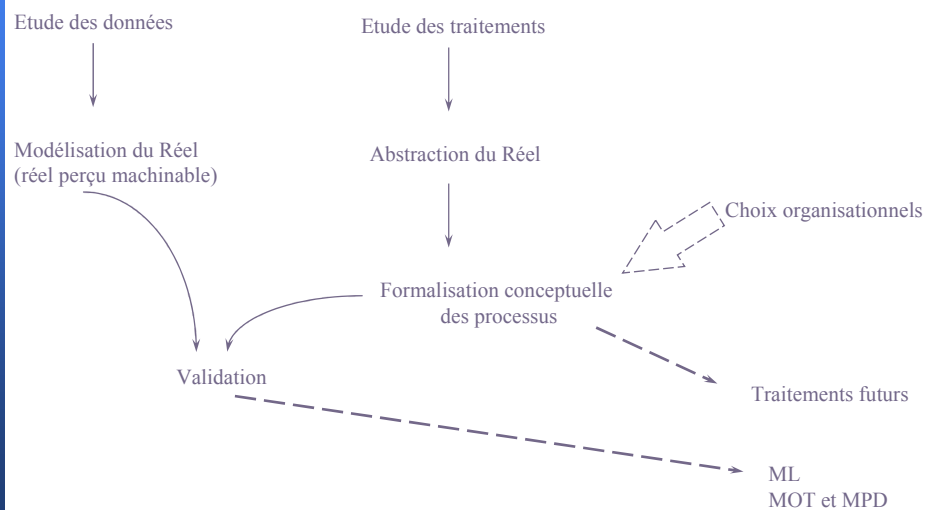 Etude des données
Etude des traitements
Modélisation du Réel
(réel perçu machinable)
Abstraction du Réel
Choix organisationnels
Formalisation conceptuelle
des processus
Validation
Traitements futurs
ML
MOT et MPD